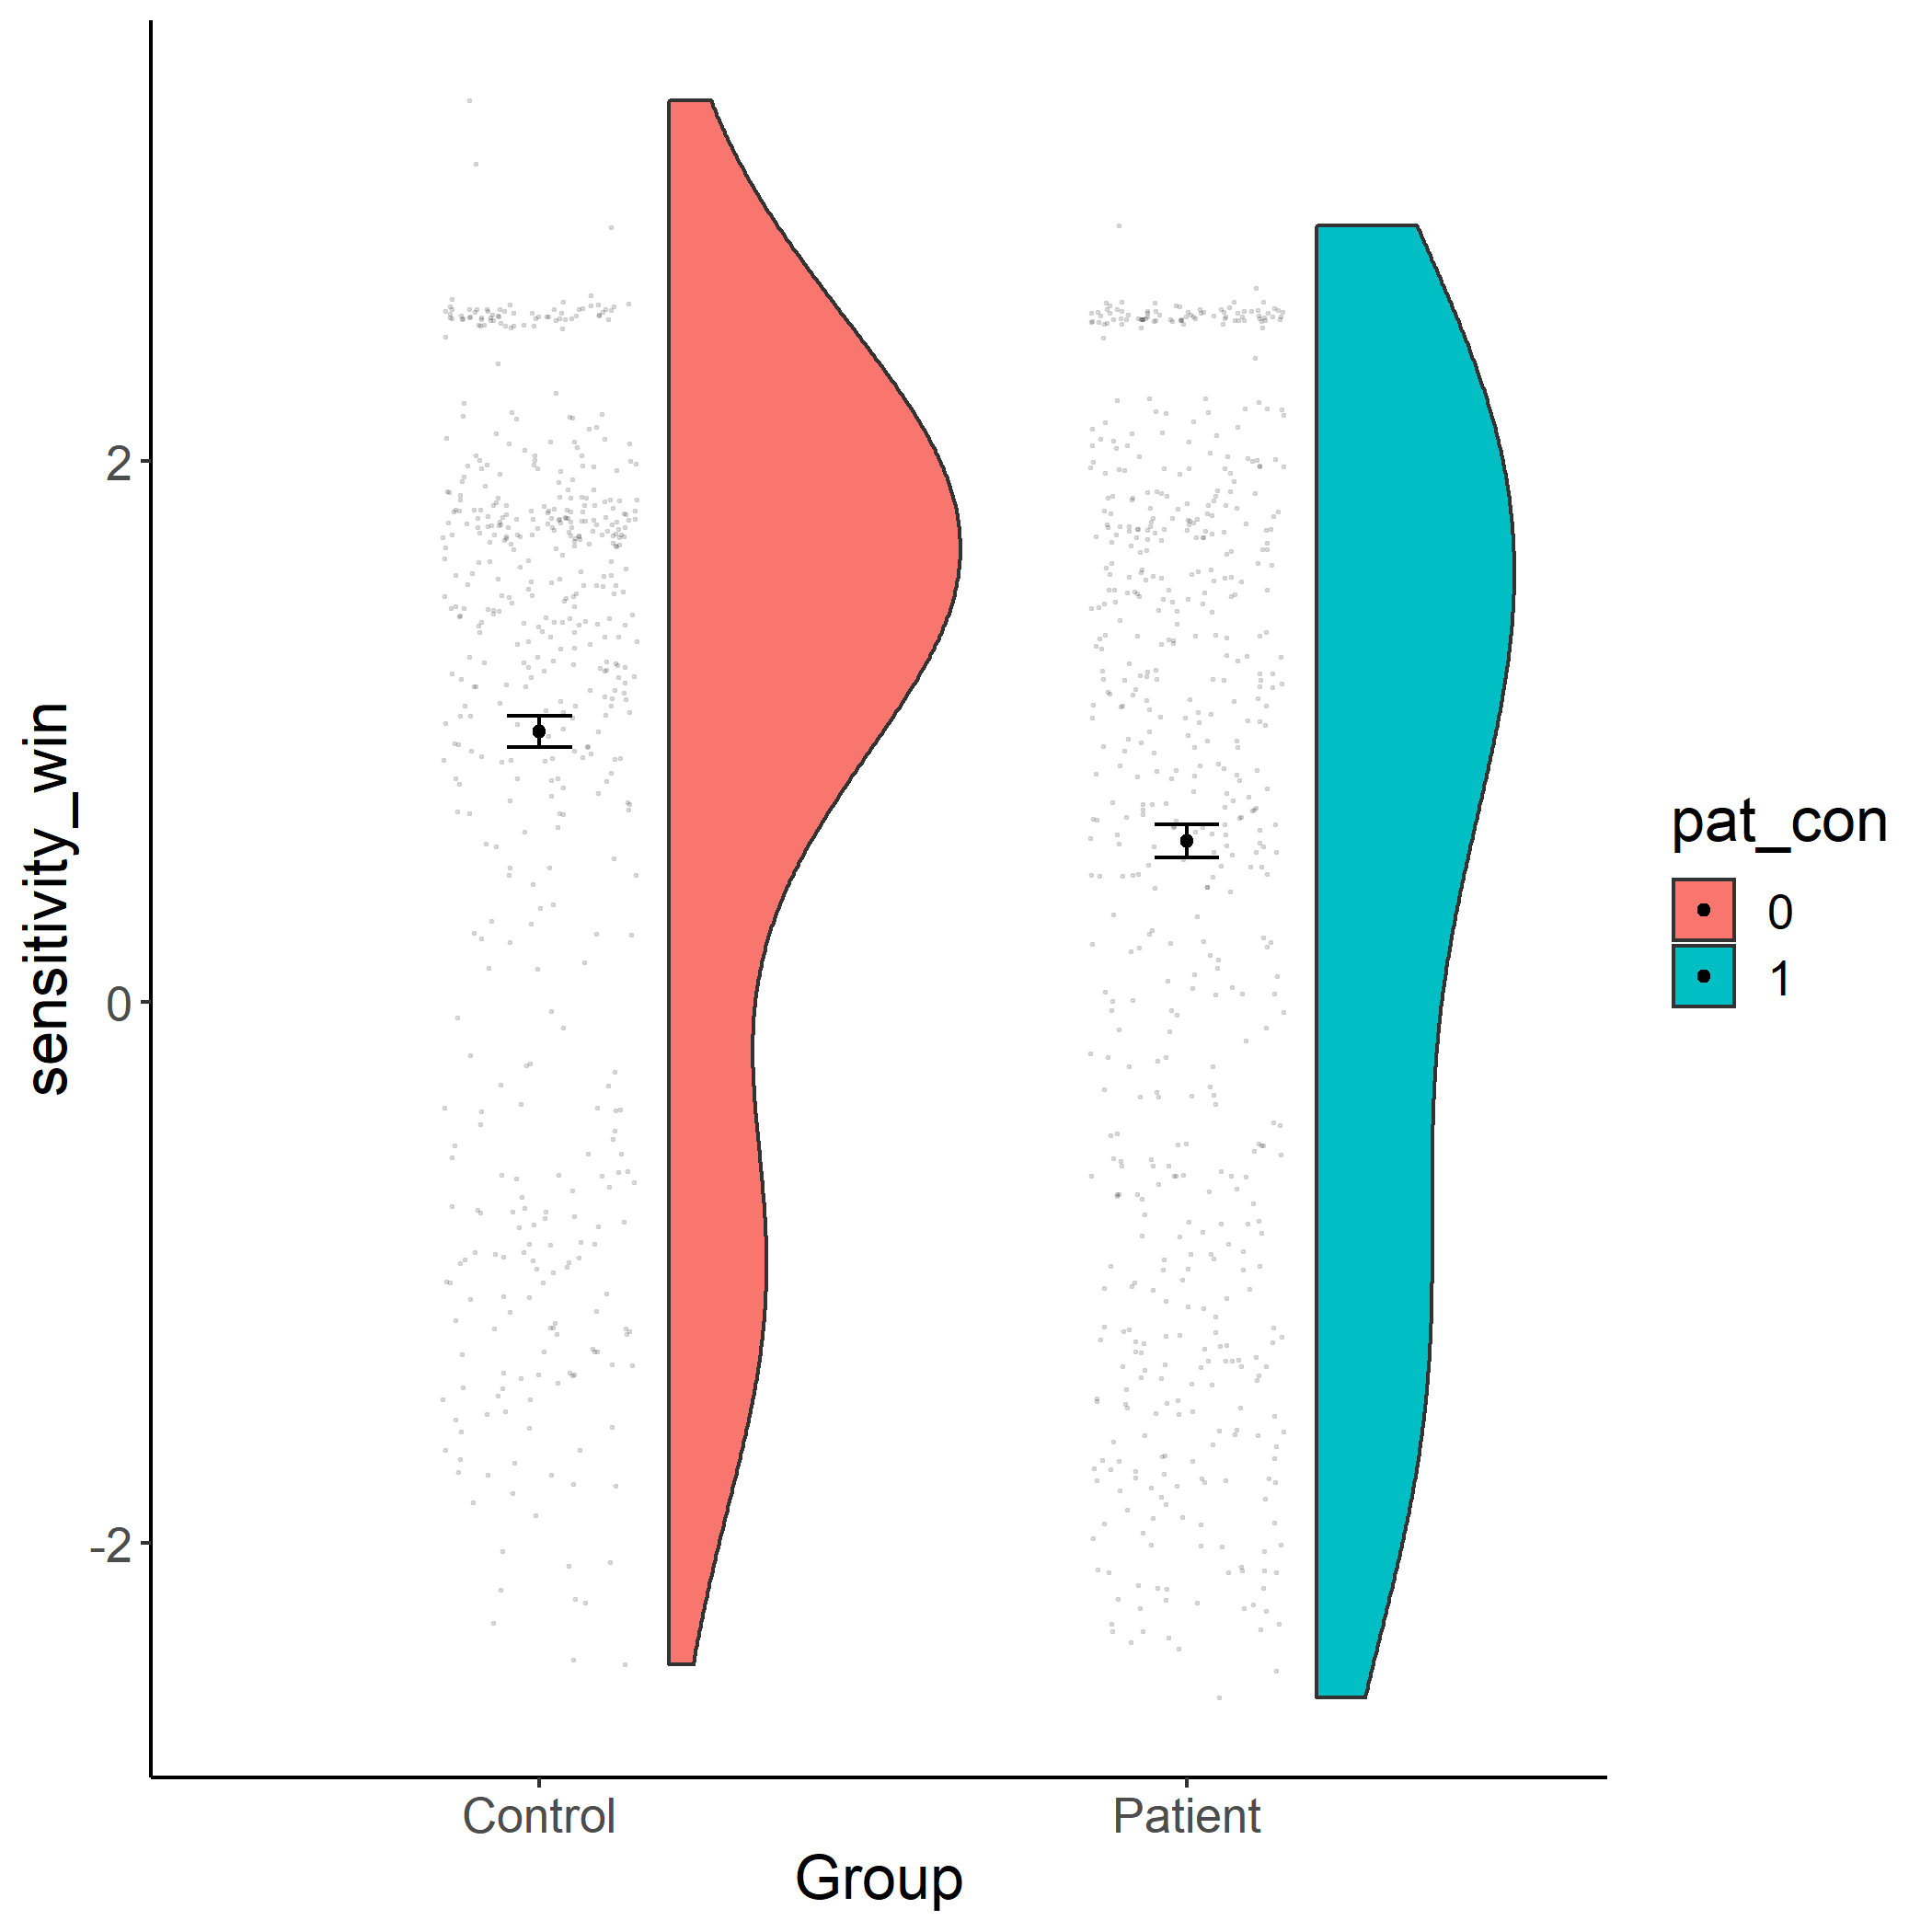 sensitivity_win
2
0
-2
Control
Patient
Group
pat_con
0
1